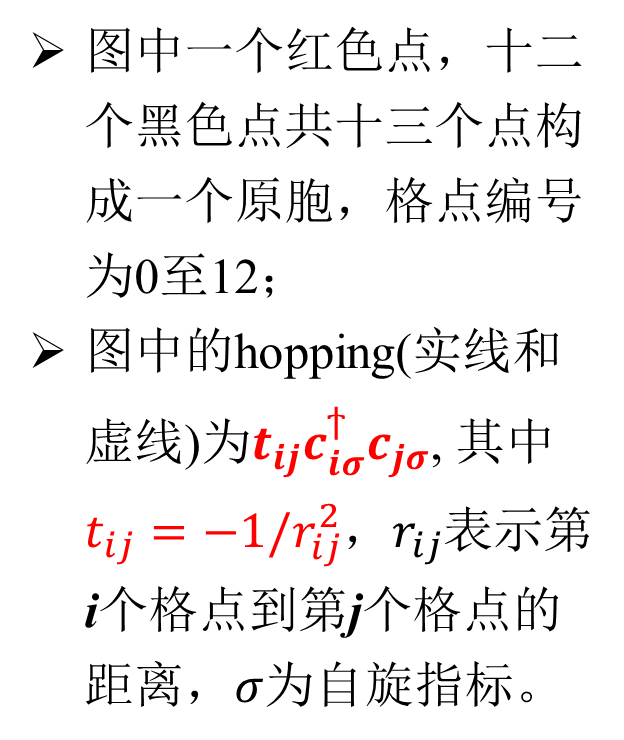 ➢ 图中一个红色点，十二
个黑色点共十三个点构
成一个原胞，格点编号
为0至12；
➢ 图中的hopping(实线和
虚线)为$t_{ij}c_{i\sigma}^{\dagger}c_{j\sigma}$, 其中
$t_{ij} = -1/r_{ij}^{2}$，$r_{ij}$表示第
i个格点到第j个格点的
距离，σ为自旋指标。